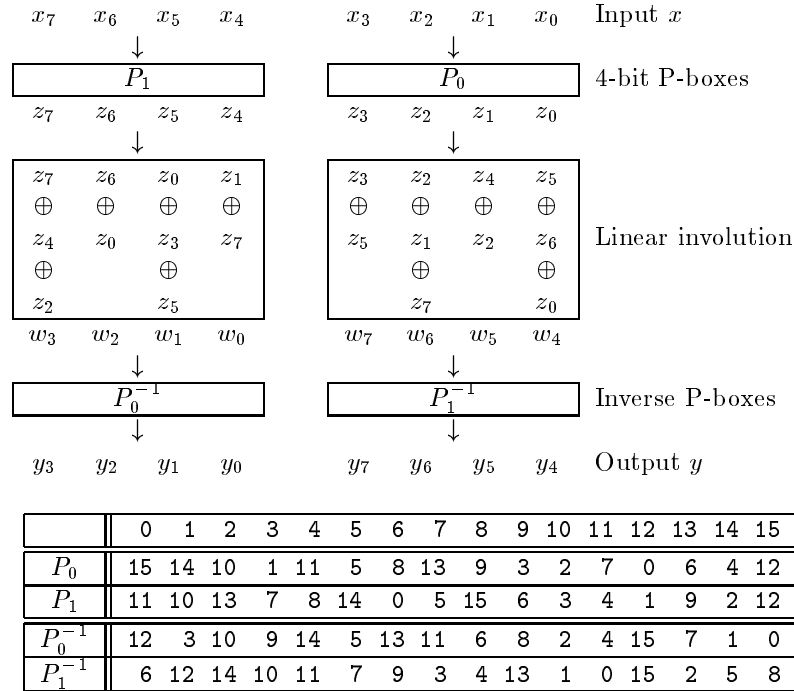 x₇ x₆ x₅ x₄ x₃ x₂ x₁ x₀ Input x
↓ ↓
P₁ P₀ 4-bit P-boxes
z₇ z₆ z₅ z₄ z₃ z₂ z₁ z₀
↓ ↓
z₇ z₆ z₀ z₁ z₃ z₂ z₄ z₅
⊕ ⊕ ⊕ ⊕ ⊕ ⊕ ⊕ ⊕
z₄ z₀ z₃ z₇ z₅ z₁ z₂ z₆ Linear involution
⊕ ⊕ ⊕ ⊕
z₂ z₅ z₇ z₀
w₃ w₂ w₁ w₀ w₇ w₆ w₅ w₄
↓ ↓
P₀⁻¹ P₁⁻¹ Inverse P-boxes
↓ ↓
y₃ y₂ y₁ y₀ y₇ y₆ y₅ y₄ Output y
0 1 2 3 4 5 6 7 8 9 10 11 12 13 14 15
P₀ 15 14 10 1 11 5 8 13 9 3 2 7 0 6 4 12
P₁ 11 10 13 7 8 14 0 5 15 6 3 4 1 9 2 12
P₀⁻¹ 12 3 10 9 14 5 13 11 6 8 2 4 15 7 1 0
P₁⁻¹ 6 12 14 10 11 7 9 3 4 13 1 0 15 2 5 8